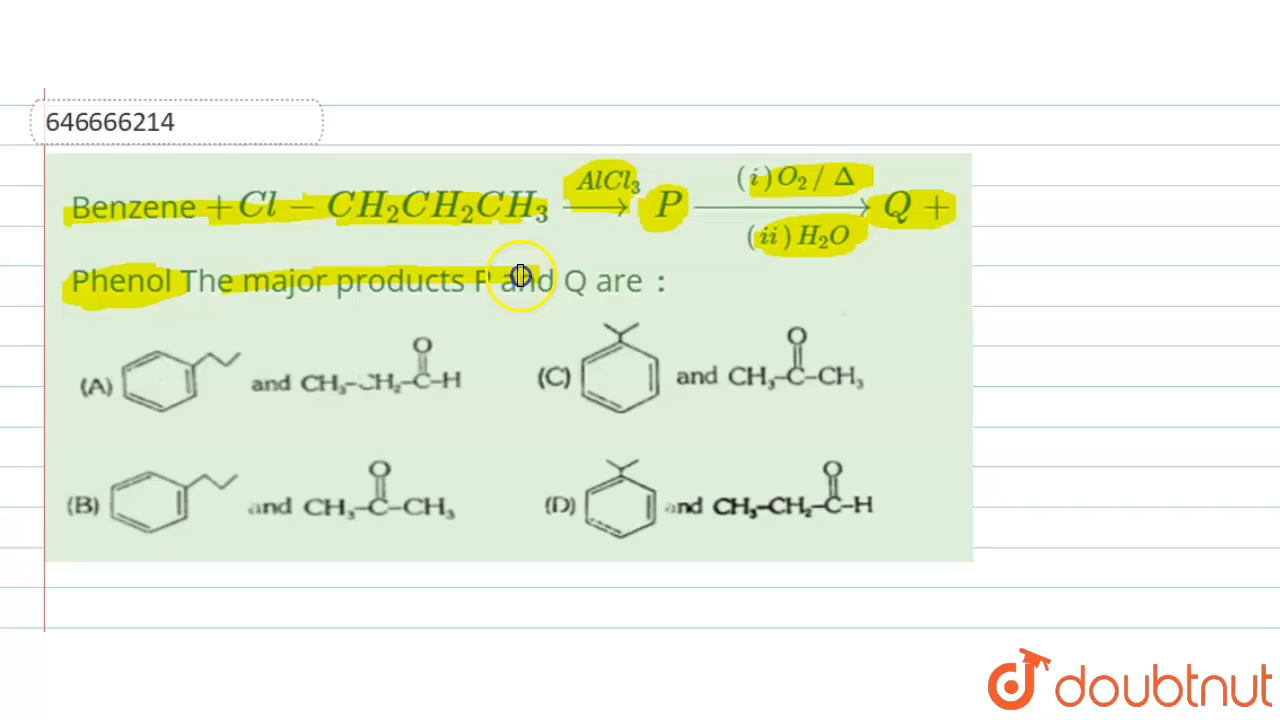 646666214
Benzene + Cl − CH₂CH₂CH₃ AlCl₃ ⟶ P (i) O₂ / Δ ⟶ (ii) H₂O Q +
Phenol The major products P and Q are :
(A) and CH₃-CH₂-C-H O
(C) and CH₃-C-CH₃ O
(B) and CH₃-C-CH₃ O
(D) and CH₃-CH₂-C-H O
doubtnut